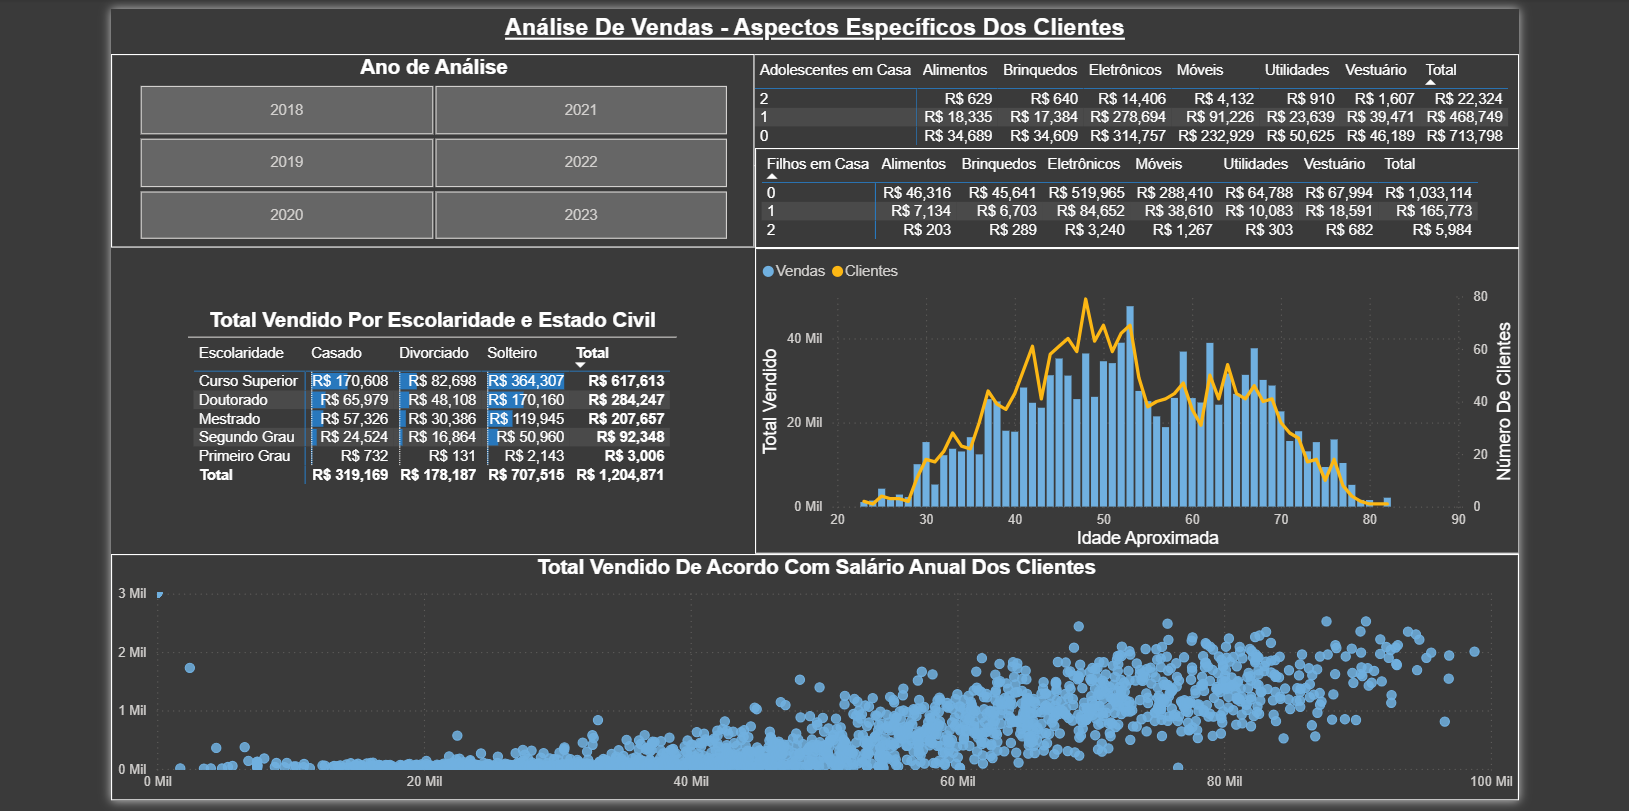 Análise De Vendas - Aspectos Específicos Dos Clientes
Ano de Análise
2018 2021
2019 2022
2020 2023
Adolescentes em Casa Alimentos Brinquedos Eletrônicos Móveis Utilidades Vestuário Total
2 R$ 629 R$ 640 R$ 14,406 R$ 4,132 R$ 910 R$ 1,607 R$ 22,324
1 R$ 18,335 R$ 17,384 R$ 278,694 R$ 91,226 R$ 23,639 R$ 39,471 R$ 468,749
0 R$ 34,689 R$ 34,609 R$ 314,757 R$ 232,929 R$ 50,625 R$ 46,189 R$ 713,798
Filhos em Casa Alimentos Brinquedos Eletrônicos Móveis Utilidades Vestuário Total
0 R$ 46,316 R$ 45,641 R$ 519,965 R$ 288,410 R$ 64,788 R$ 67,994 R$ 1,033,114
1 R$ 7,134 R$ 6,703 R$ 84,652 R$ 38,610 R$ 10,083 R$ 18,591 R$ 165,773
2 R$ 203 R$ 289 R$ 3,240 R$ 1,267 R$ 303 R$ 682 R$ 5,984
Total Vendido Por Escolaridade e Estado Civil
Escolaridade Casado Divorciado Solteiro Total
Curso Superior R$ 170,608 R$ 82,698 R$ 364,307 R$ 617,613
Doutorado R$ 65,979 R$ 48,108 R$ 170,160 R$ 284,247
Mestrado R$ 57,326 R$ 30,386 R$ 119,945 R$ 207,657
Segundo Grau R$ 24,524 R$ 16,864 R$ 50,960 R$ 92,348
Primeiro Grau R$ 732 R$ 131 R$ 2,143 R$ 3,006
Total R$ 319,169 R$ 178,187 R$ 707,515 R$ 1,204,871
Vendas Clientes
Total Vendido
40 Mil
20 Mil
0 Mil
80
60
40
20
0
Número De Clientes
20 30 40 50 60 70 80 90
Idade Aproximada
Total Vendido De Acordo Com Salário Anual Dos Clientes
3 Mil
2 Mil
1 Mil
0 Mil
0 Mil 20 Mil 40 Mil 60 Mil 80 Mil 100 Mil